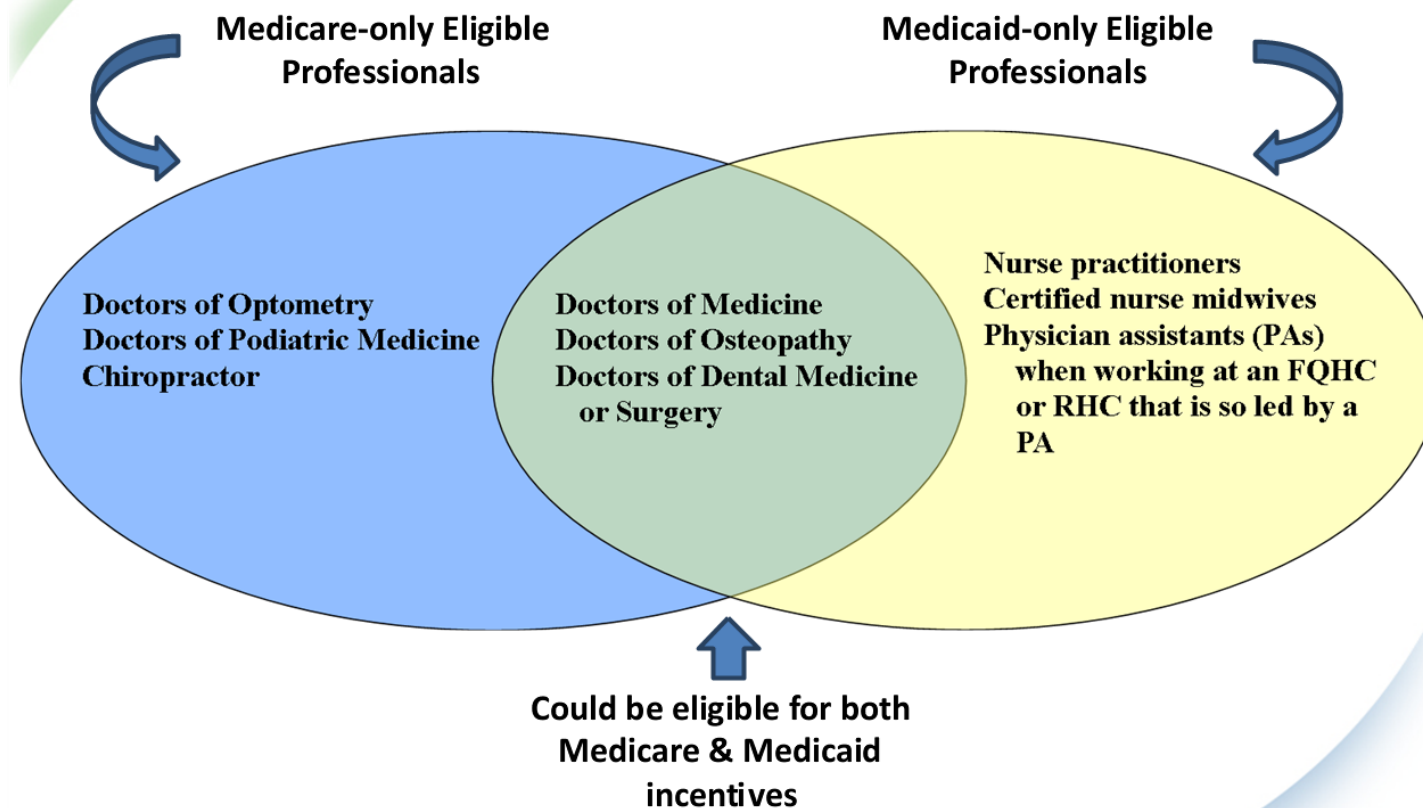 Medicare-only Eligible
Professionals
Medicaid-only Eligible
Professionals
Doctors of Optometry
Doctors of Podiatric Medicine
Chiropractor
Doctors of Medicine
Doctors of Osteopathy
Doctors of Dental Medicine
or Surgery
Nurse practitioners
Certified nurse midwives
Physician assistants (PAs)
when working at an FQHC
or RHC that is so led by a
PA
Could be eligible for both
Medicare & Medicaid
incentives